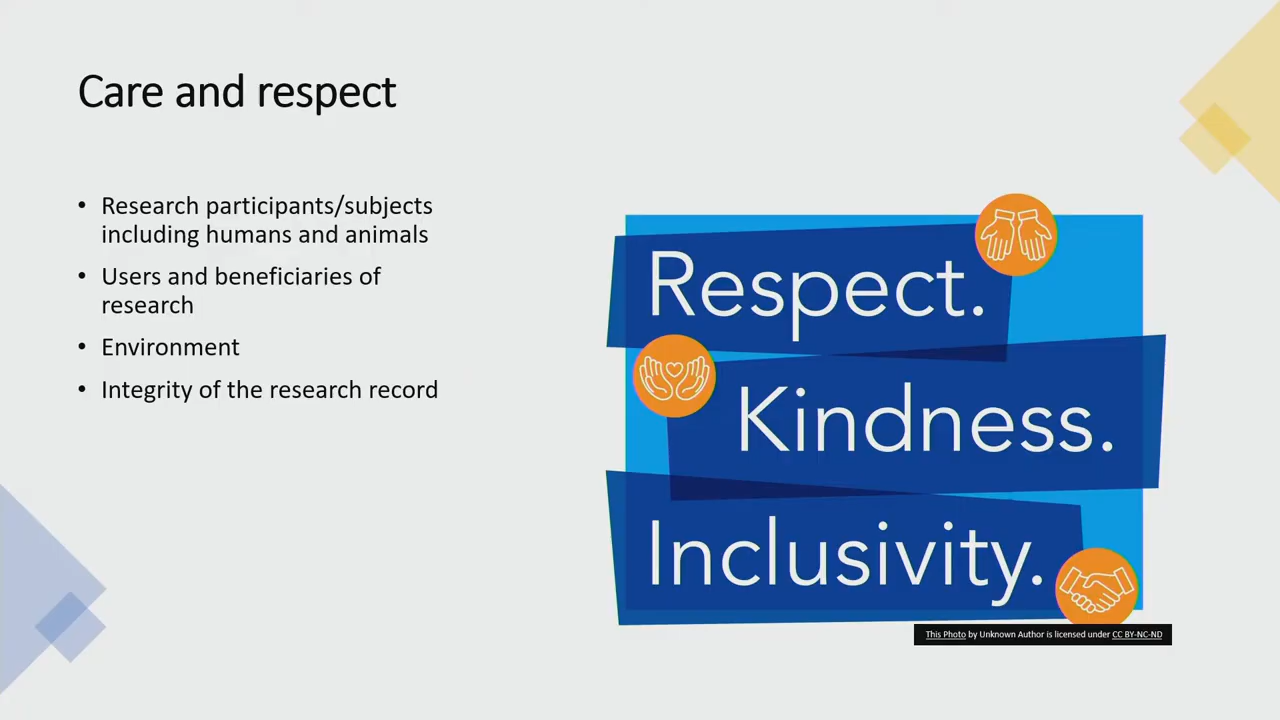 Care and respect
• Research participants/subjects
including humans and animals
• Users and beneficiaries of
research
• Environment
• Integrity of the research record
Respect.
Kindness.
Inclusivity.
This Photo by Unknown Author is licensed under CC BY-NC-ND